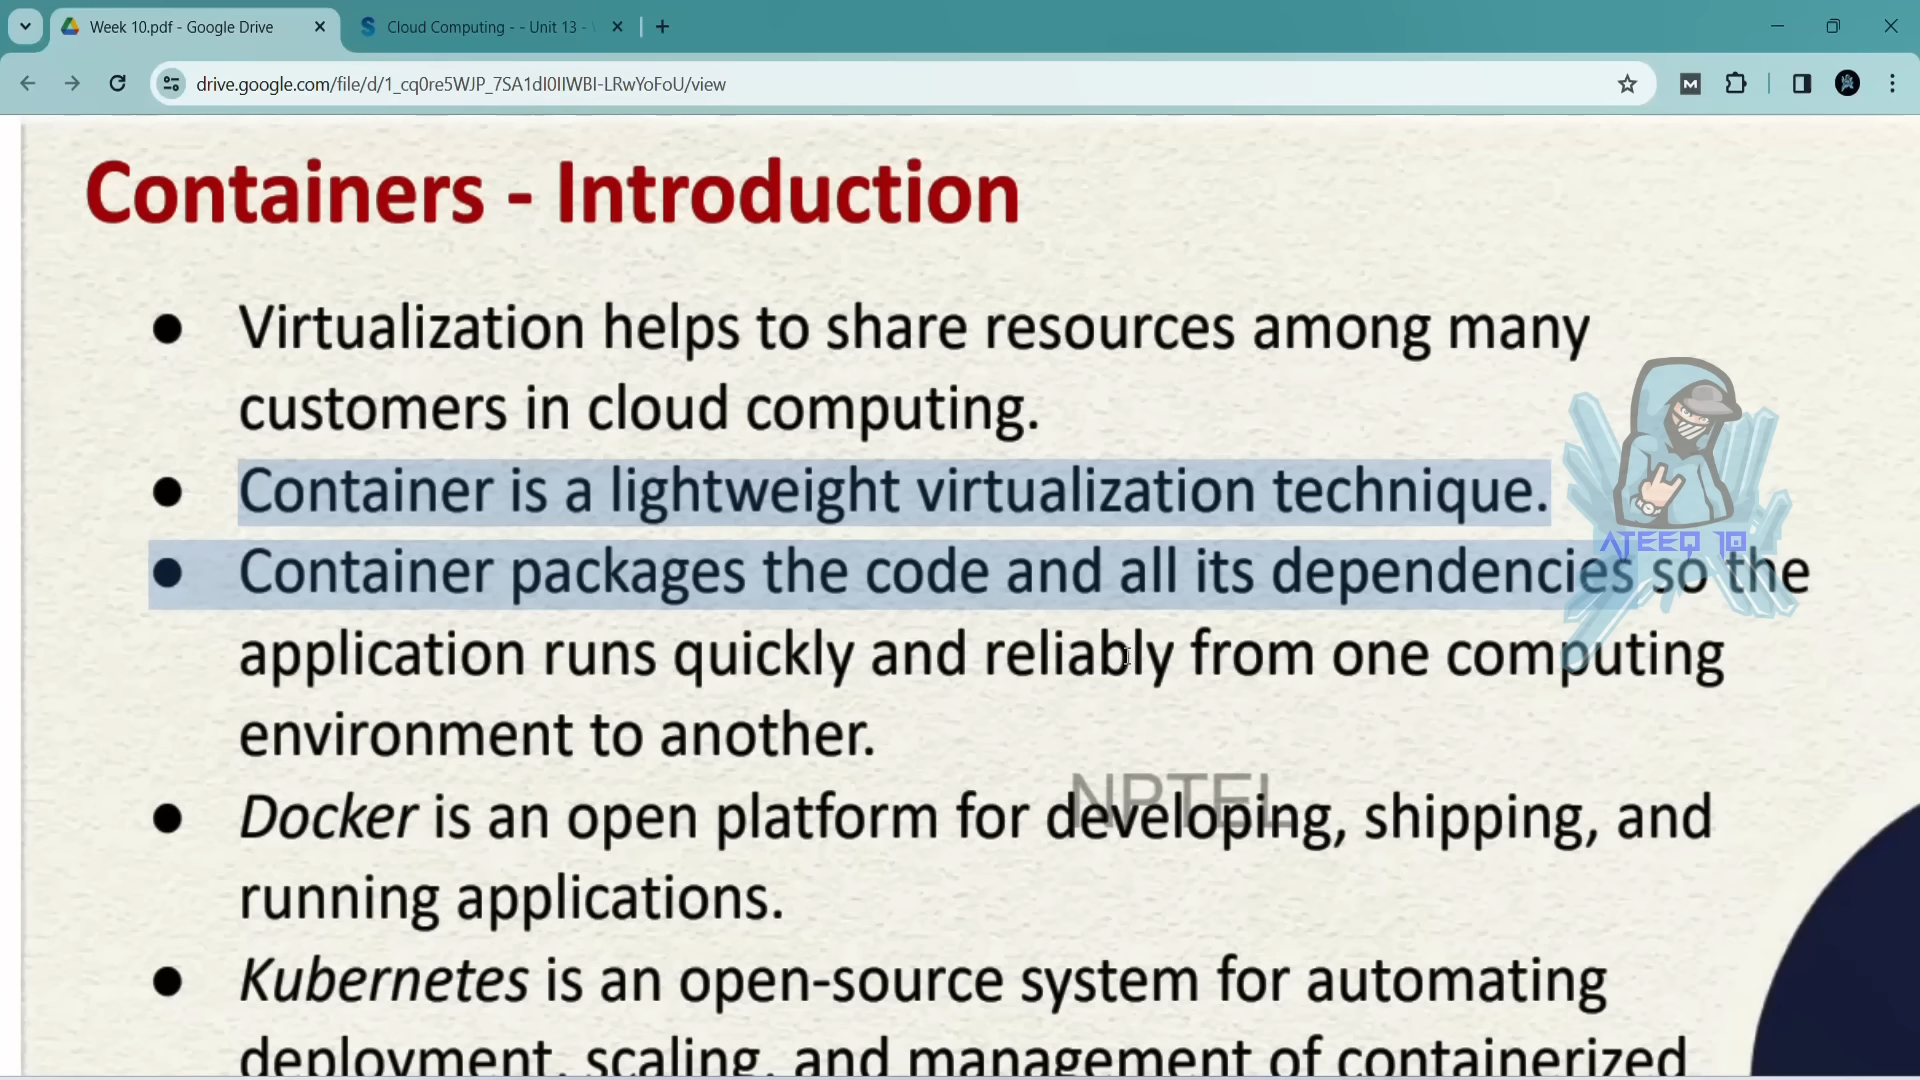 Week 10.pdf - Google Drive
Cloud Computing - - Unit 13 -
drive.google.com/file/d/1_cq0re5WJP_7SA1dI0IIWBI-LRwYoFoU/view
Containers - Introduction
● Virtualization helps to share resources among many
customers in cloud computing.
● Container is a lightweight virtualization technique.
● Container packages the code and all its dependencies so the
application runs quickly and reliably from one computing
environment to another.
● Docker is an open platform for developing, shipping, and
running applications.
● Kubernetes is an open-source system for automating
deployment, scaling, and management of containerized
ATEEQ 10
NPTEL